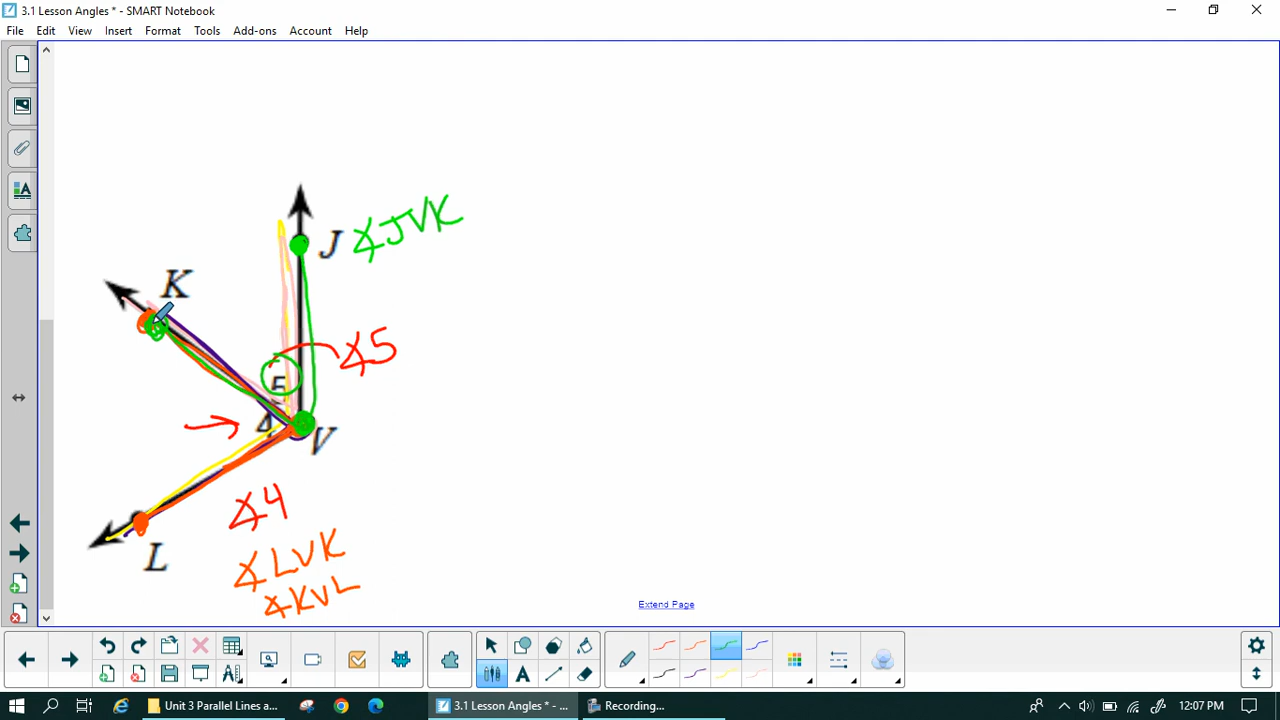 3.1 Lesson Angles * - SMART Notebook
File Edit View Insert Format Tools Add-ons Account Help
J ∡JVK
K
5 ∡5
4
V
∡4
L
∡LVK
∡KVL
Extend Page
Unit 3 Parallel Lines a...
3.1 Lesson Angles * - ...
Recording...
12:07 PM